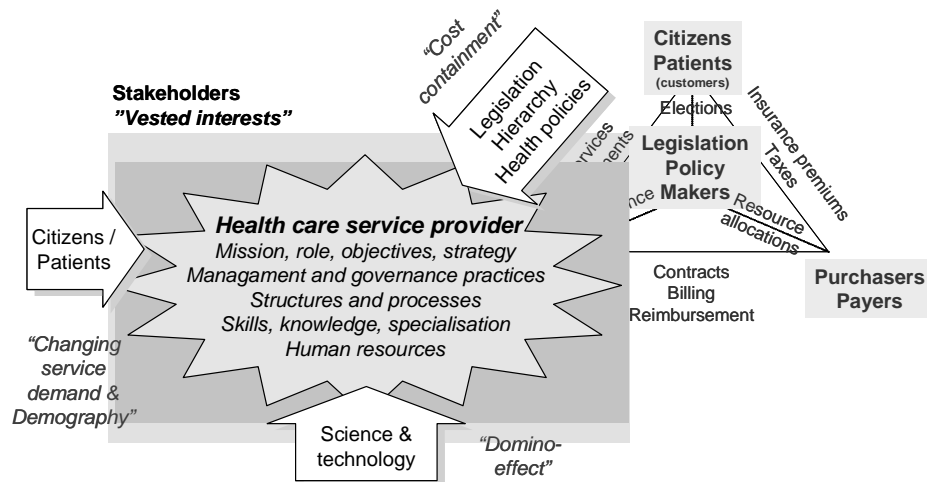 Stakeholders
”Vested interests”
“Cost
containment”
Legislation
Hierarchy
Health policies
Citizens
Patients
(customers)
Elections
Insurance premiums
Taxes
Legislation
Policy
Makers
Resource
allocations
Contracts
Billing
Reimbursement
Purchasers
Payers
Citizens /
Patients
“Changing
service
demand &
Demography”
Health care service provider
Mission, role, objectives, strategy
Managament and governance practices
Structures and processes
Skills, knowledge, specialisation
Human resources
Science &
technology
“Domino-
effect”